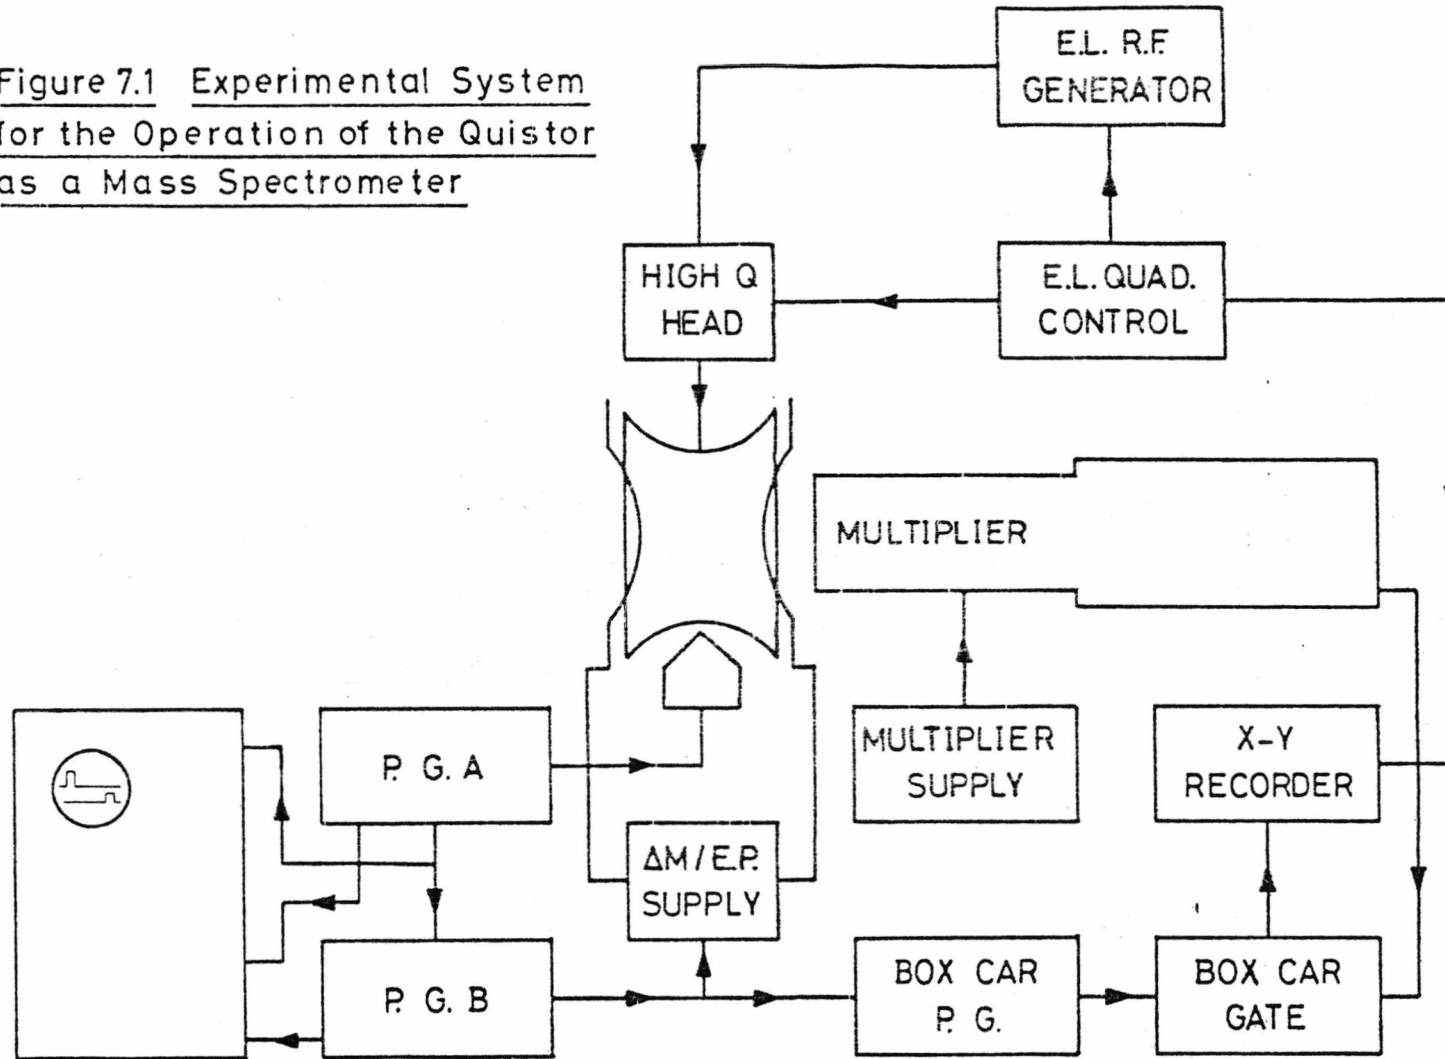 Figure 7.1 Experimental System
for the Operation of the Quistor
as a Mass Spectrometer
E.L. R.F.
GENERATOR
HIGH Q
HEAD
E.L. QUAD.
CONTROL
MULTIPLIER
P. G. A
MULTIPLIER
SUPPLY
X-Y
RECORDER
ΔM/E.P.
SUPPLY
P. G. B
BOX CAR
P. G.
BOX CAR
GATE